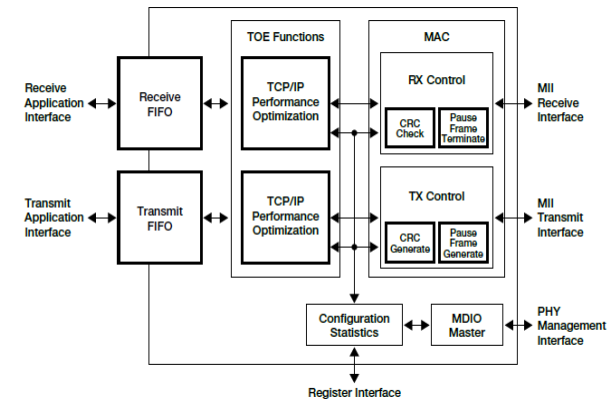 TOE Functions
MAC
Receive
Application
Interface
Receive
FIFO
TCP/IP
Performance
Optimization
RX Control
CRC
Check
Pause
Frame
Terminate
MII
Receive
Interface
Transmit
Application
Interface
Transmit
FIFO
TCP/IP
Performance
Optimization
TX Control
CRC
Generate
Pause
Frame
Generate
MII
Transmit
Interface
Configuration
Statistics
MDIO
Master
PHY
Management
Interface
Register Interface